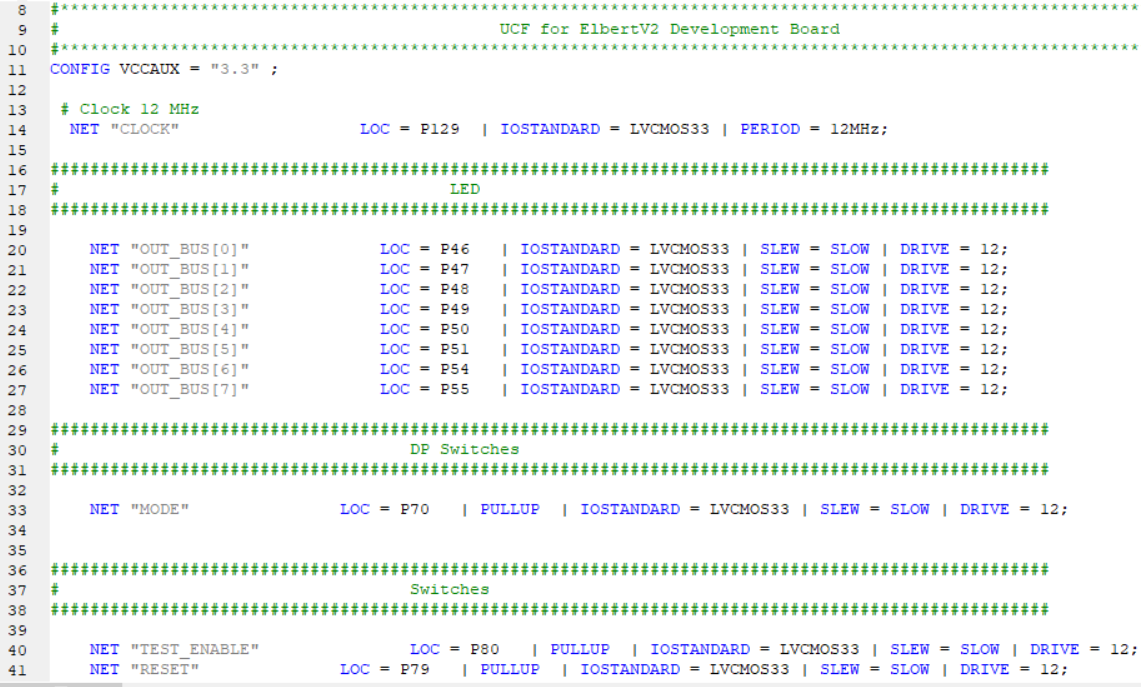 8 #*****************************************************************************************************
9 # UCF for ElbertV2 Development Board
10 #*****************************************************************************************************
11 CONFIG VCCAUX = "3.3" ;
12
13 # Clock 12 MHz
14 NET "CLOCK" LOC = P129 | IOSTANDARD = LVCMOS33 | PERIOD = 12MHz;
15
16 ####################################################################################################
17 # LED
18 ####################################################################################################
19
20 NET "OUT_BUS[0]" LOC = P46 | IOSTANDARD = LVCMOS33 | SLEW = SLOW | DRIVE = 12;
21 NET "OUT_BUS[1]" LOC = P47 | IOSTANDARD = LVCMOS33 | SLEW = SLOW | DRIVE = 12;
22 NET "OUT_BUS[2]" LOC = P48 | IOSTANDARD = LVCMOS33 | SLEW = SLOW | DRIVE = 12;
23 NET "OUT_BUS[3]" LOC = P49 | IOSTANDARD = LVCMOS33 | SLEW = SLOW | DRIVE = 12;
24 NET "OUT_BUS[4]" LOC = P50 | IOSTANDARD = LVCMOS33 | SLEW = SLOW | DRIVE = 12;
25 NET "OUT_BUS[5]" LOC = P51 | IOSTANDARD = LVCMOS33 | SLEW = SLOW | DRIVE = 12;
26 NET "OUT_BUS[6]" LOC = P54 | IOSTANDARD = LVCMOS33 | SLEW = SLOW | DRIVE = 12;
27 NET "OUT_BUS[7]" LOC = P55 | IOSTANDARD = LVCMOS33 | SLEW = SLOW | DRIVE = 12;
28
29 ####################################################################################################
30 # DP Switches
31 ####################################################################################################
32
33 NET "MODE" LOC = P70 | PULLUP | IOSTANDARD = LVCMOS33 | SLEW = SLOW | DRIVE = 12;
34
35
36 ####################################################################################################
37 # Switches
38 ####################################################################################################
39
40 NET "TEST_ENABLE" LOC = P80 | PULLUP | IOSTANDARD = LVCMOS33 | SLEW = SLOW | DRIVE = 12;
41 NET "RESET" LOC = P79 | PULLUP | IOSTANDARD = LVCMOS33 | SLEW = SLOW | DRIVE = 12;